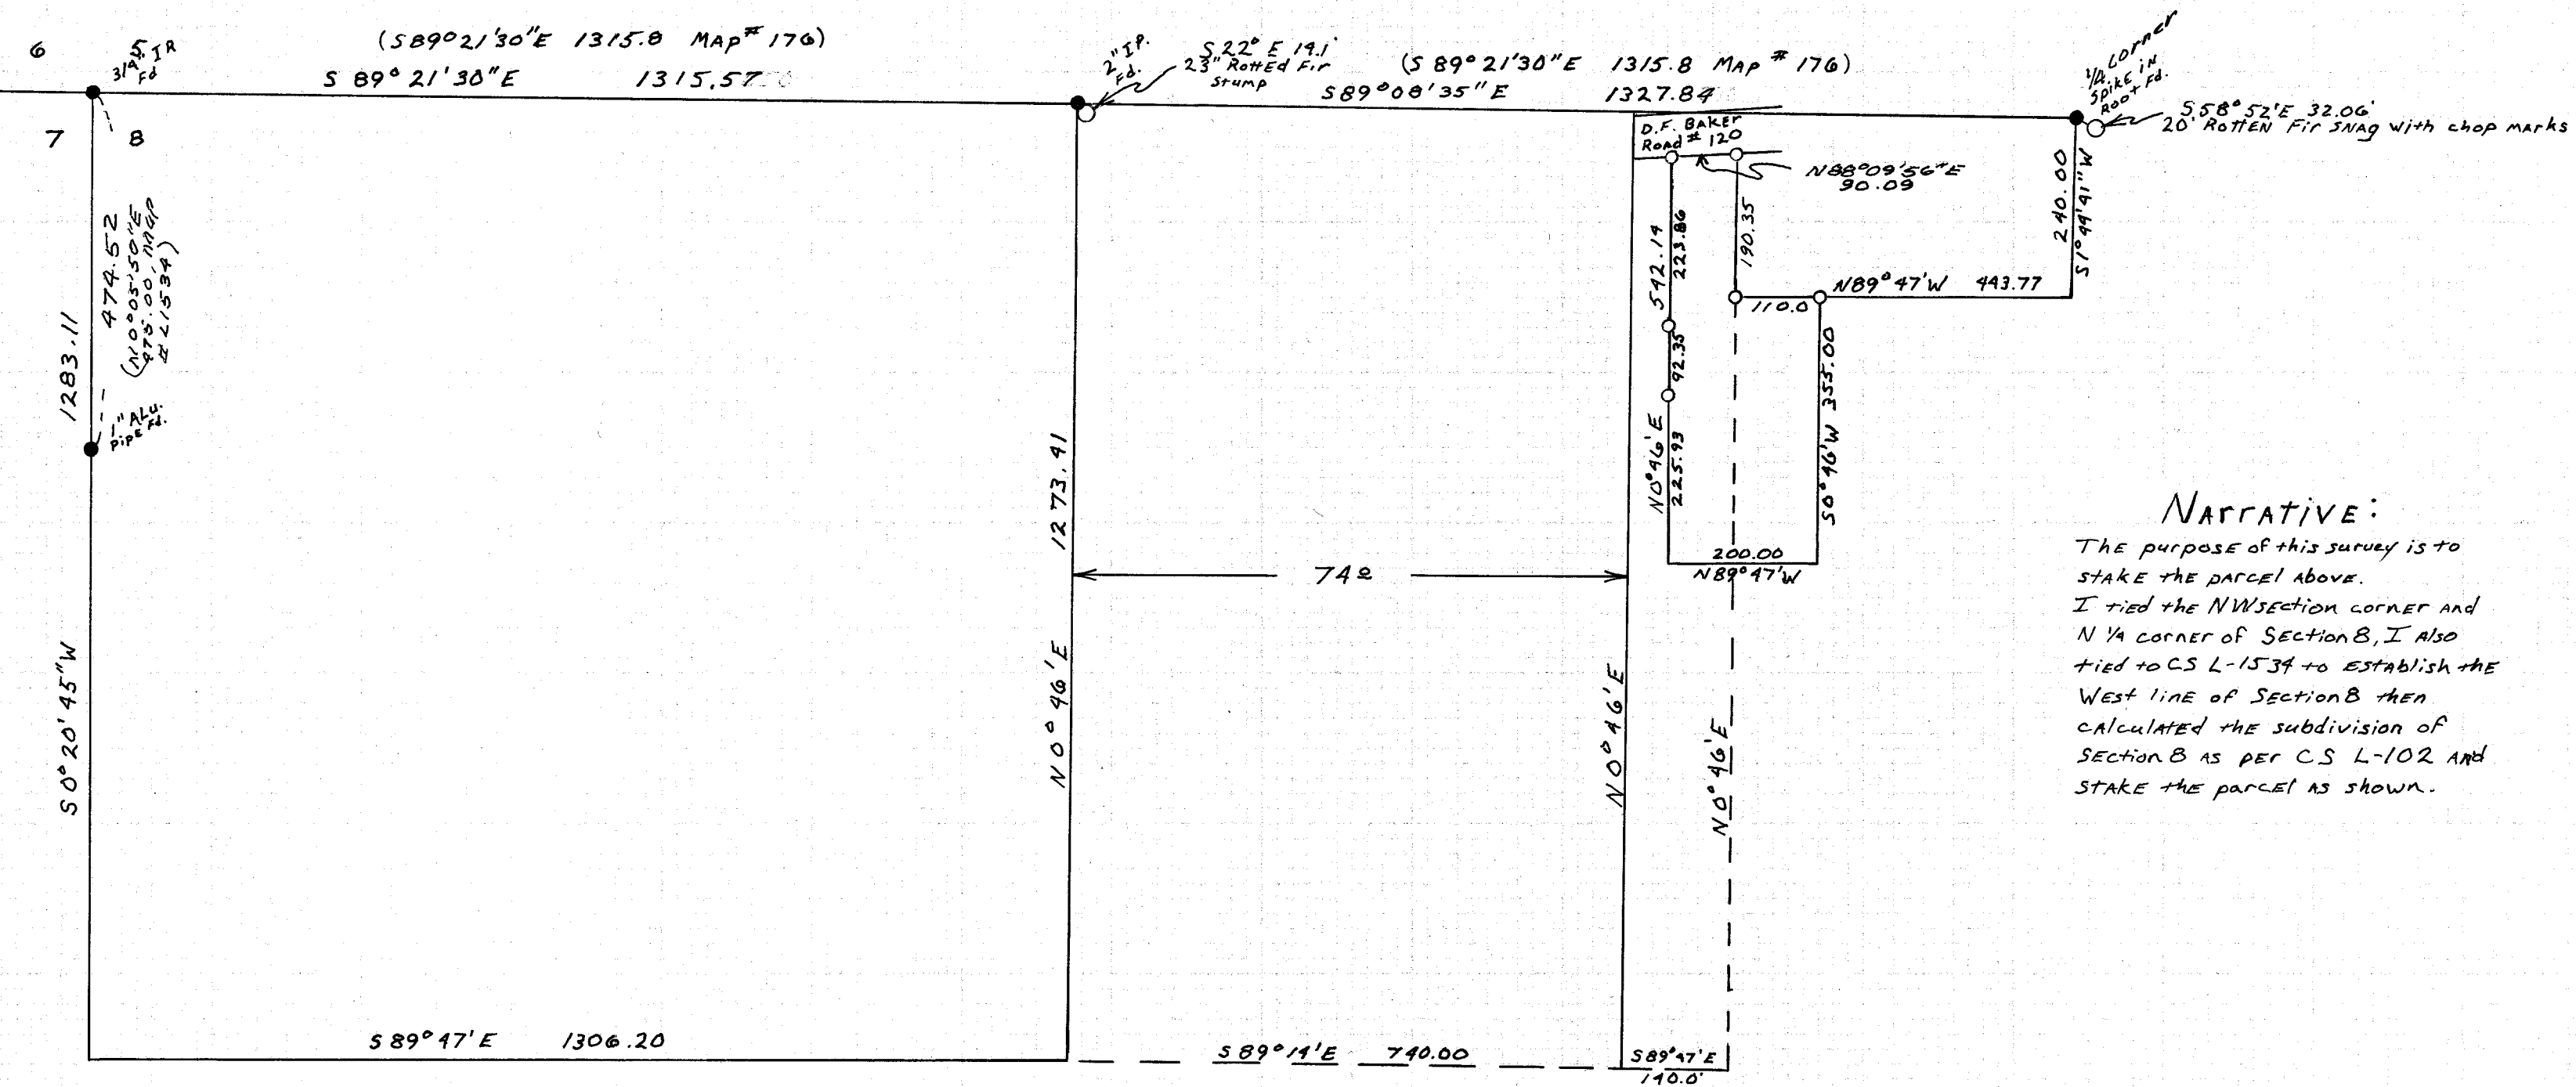 6
5/ IR
3/4" Fd
(S89°21'30"E 1315.8 MAP # 176)
S 89° 21'30"E 1315.57
2" IP.
Fd.
S 22° E 14.1'
23" Rotted Fir
Stump
(S 89°21'30"E 1315.8 MAP # 176)
S89°08'35"E 1327.84
1/4 Corner
Spike in
Root Fd.
S 58° 52'E 32.06'
20" Rotten Fir Snag with chop marks
7
8
D.F. BAKER
Road # 120
N88°09'56"E
90.09
240.00
S1°44'41"W
474.52
(N0°05'50"E
475.00, MAP
1283.11
1" ALU.
pipe Fd.
542.14
223.86
190.35
N89°47'W 443.77
110.0
92.35
N0°46'E
225.93
S0°46'W 355.00
1273.41
200.00
N89°47'W
N0°46'E
N0°46'E
N0°46'E
S0°20'45"W
Narrative:
The purpose of this survey is to
stake the parcel above.
I tied the NW section corner and
N 1/4 corner of Section 8, I Also
tied to CS L-1534 to establish the
West line of Section 8 then
calculated the subdivision of
Section 8 as per CS L-102 And
stake the parcel as shown.
S89°47'E 1306.20
S89°14'E 740.00
S89°47'E
140.0'